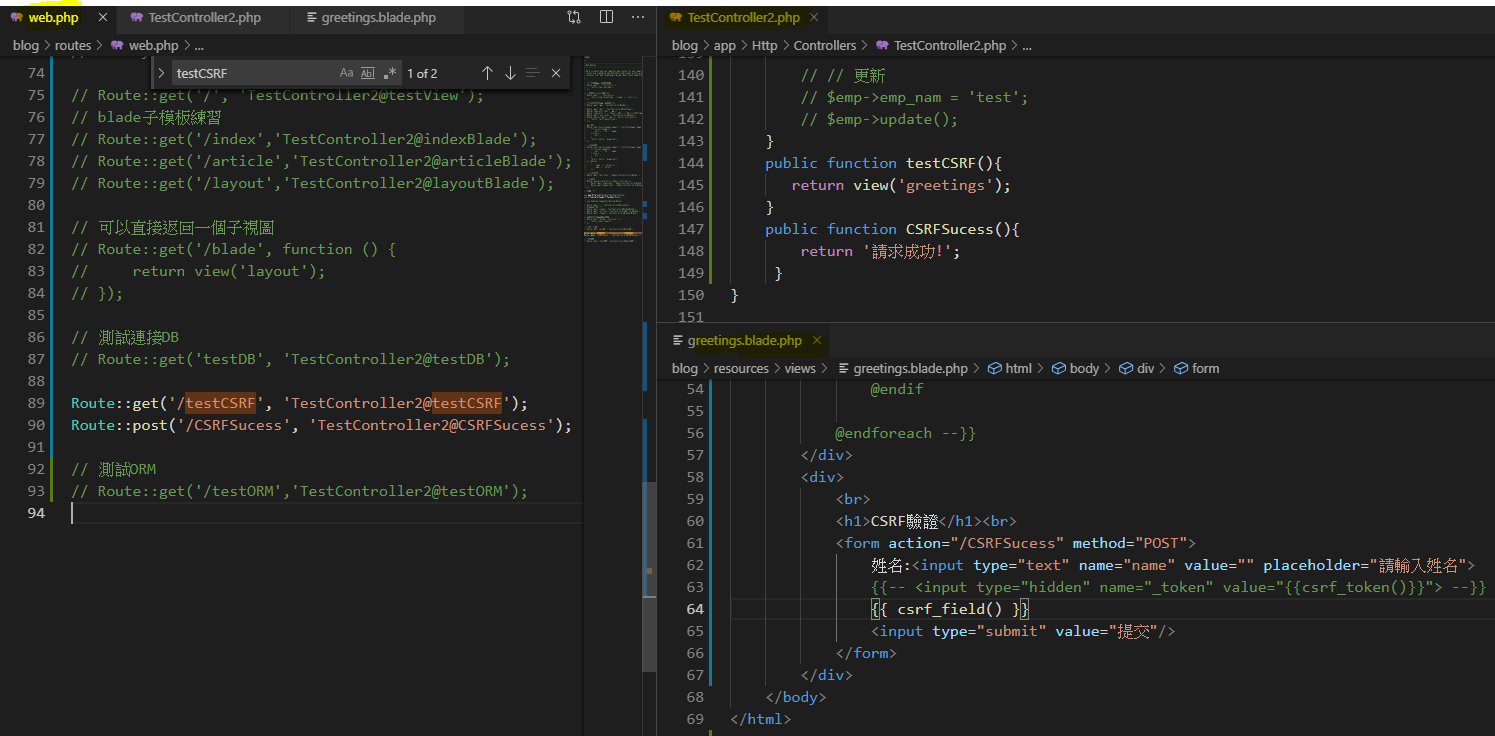 web.php × TestController2.php greetings.blade.php ···
blog > routes > web.php > ...
> testCSRF Aa Abl .* 1 of 2 ↑ ↓ ×
74
75 // Route::get('/', 'TestController2@testView');
76 // blade子模板練習
77 // Route::get('/index','TestController2@indexBlade');
78 // Route::get('/article','TestController2@articleBlade');
79 // Route::get('/layout','TestController2@layoutBlade');
80
81 // 可以直接返回一個子視圖
82 // Route::get('/blade', function () {
83 //     return view('layout');
84 // });
85
86 // 測試連接DB
87 // Route::get('testDB', 'TestController2@testDB');
88
89 Route::get('/testCSRF', 'TestController2@testCSRF');
90 Route::post('/CSRFSucess', 'TestController2@CSRFSucess');
91
92 // 測試ORM
93 // Route::get('/testORM','TestController2@testORM');
94
TestController2.php ×
blog > app > Http > Controllers > TestController2.php > ...
140 // // 更新
141 // $emp->emp_nam = 'test';
142 // $emp->update();
143 }
144 public function testCSRF(){
145 return view('greetings');
146 }
147 public function CSRFSucess(){
148 return '請求成功!';
149 }
150 }
151
greetings.blade.php ×
blog > resources > views > greetings.blade.php > html > body > div > form
54 @endif
55
56 @endforeach --}}
57 </div>
58 <div>
59 <br>
60 <h1>CSRF驗證</h1><br>
61 <form action="/CSRFSucess" method="POST">
62 姓名:<input type="text" name="name" value="" placeholder="請輸入姓名">
63 {{-- <input type="hidden" name="_token" value="{{csrf_token()}}"> --}}
64 {{ csrf_field() }}
65 <input type="submit" value="提交"/>
66 </form>
67 </div>
68 </body>
69 </html>